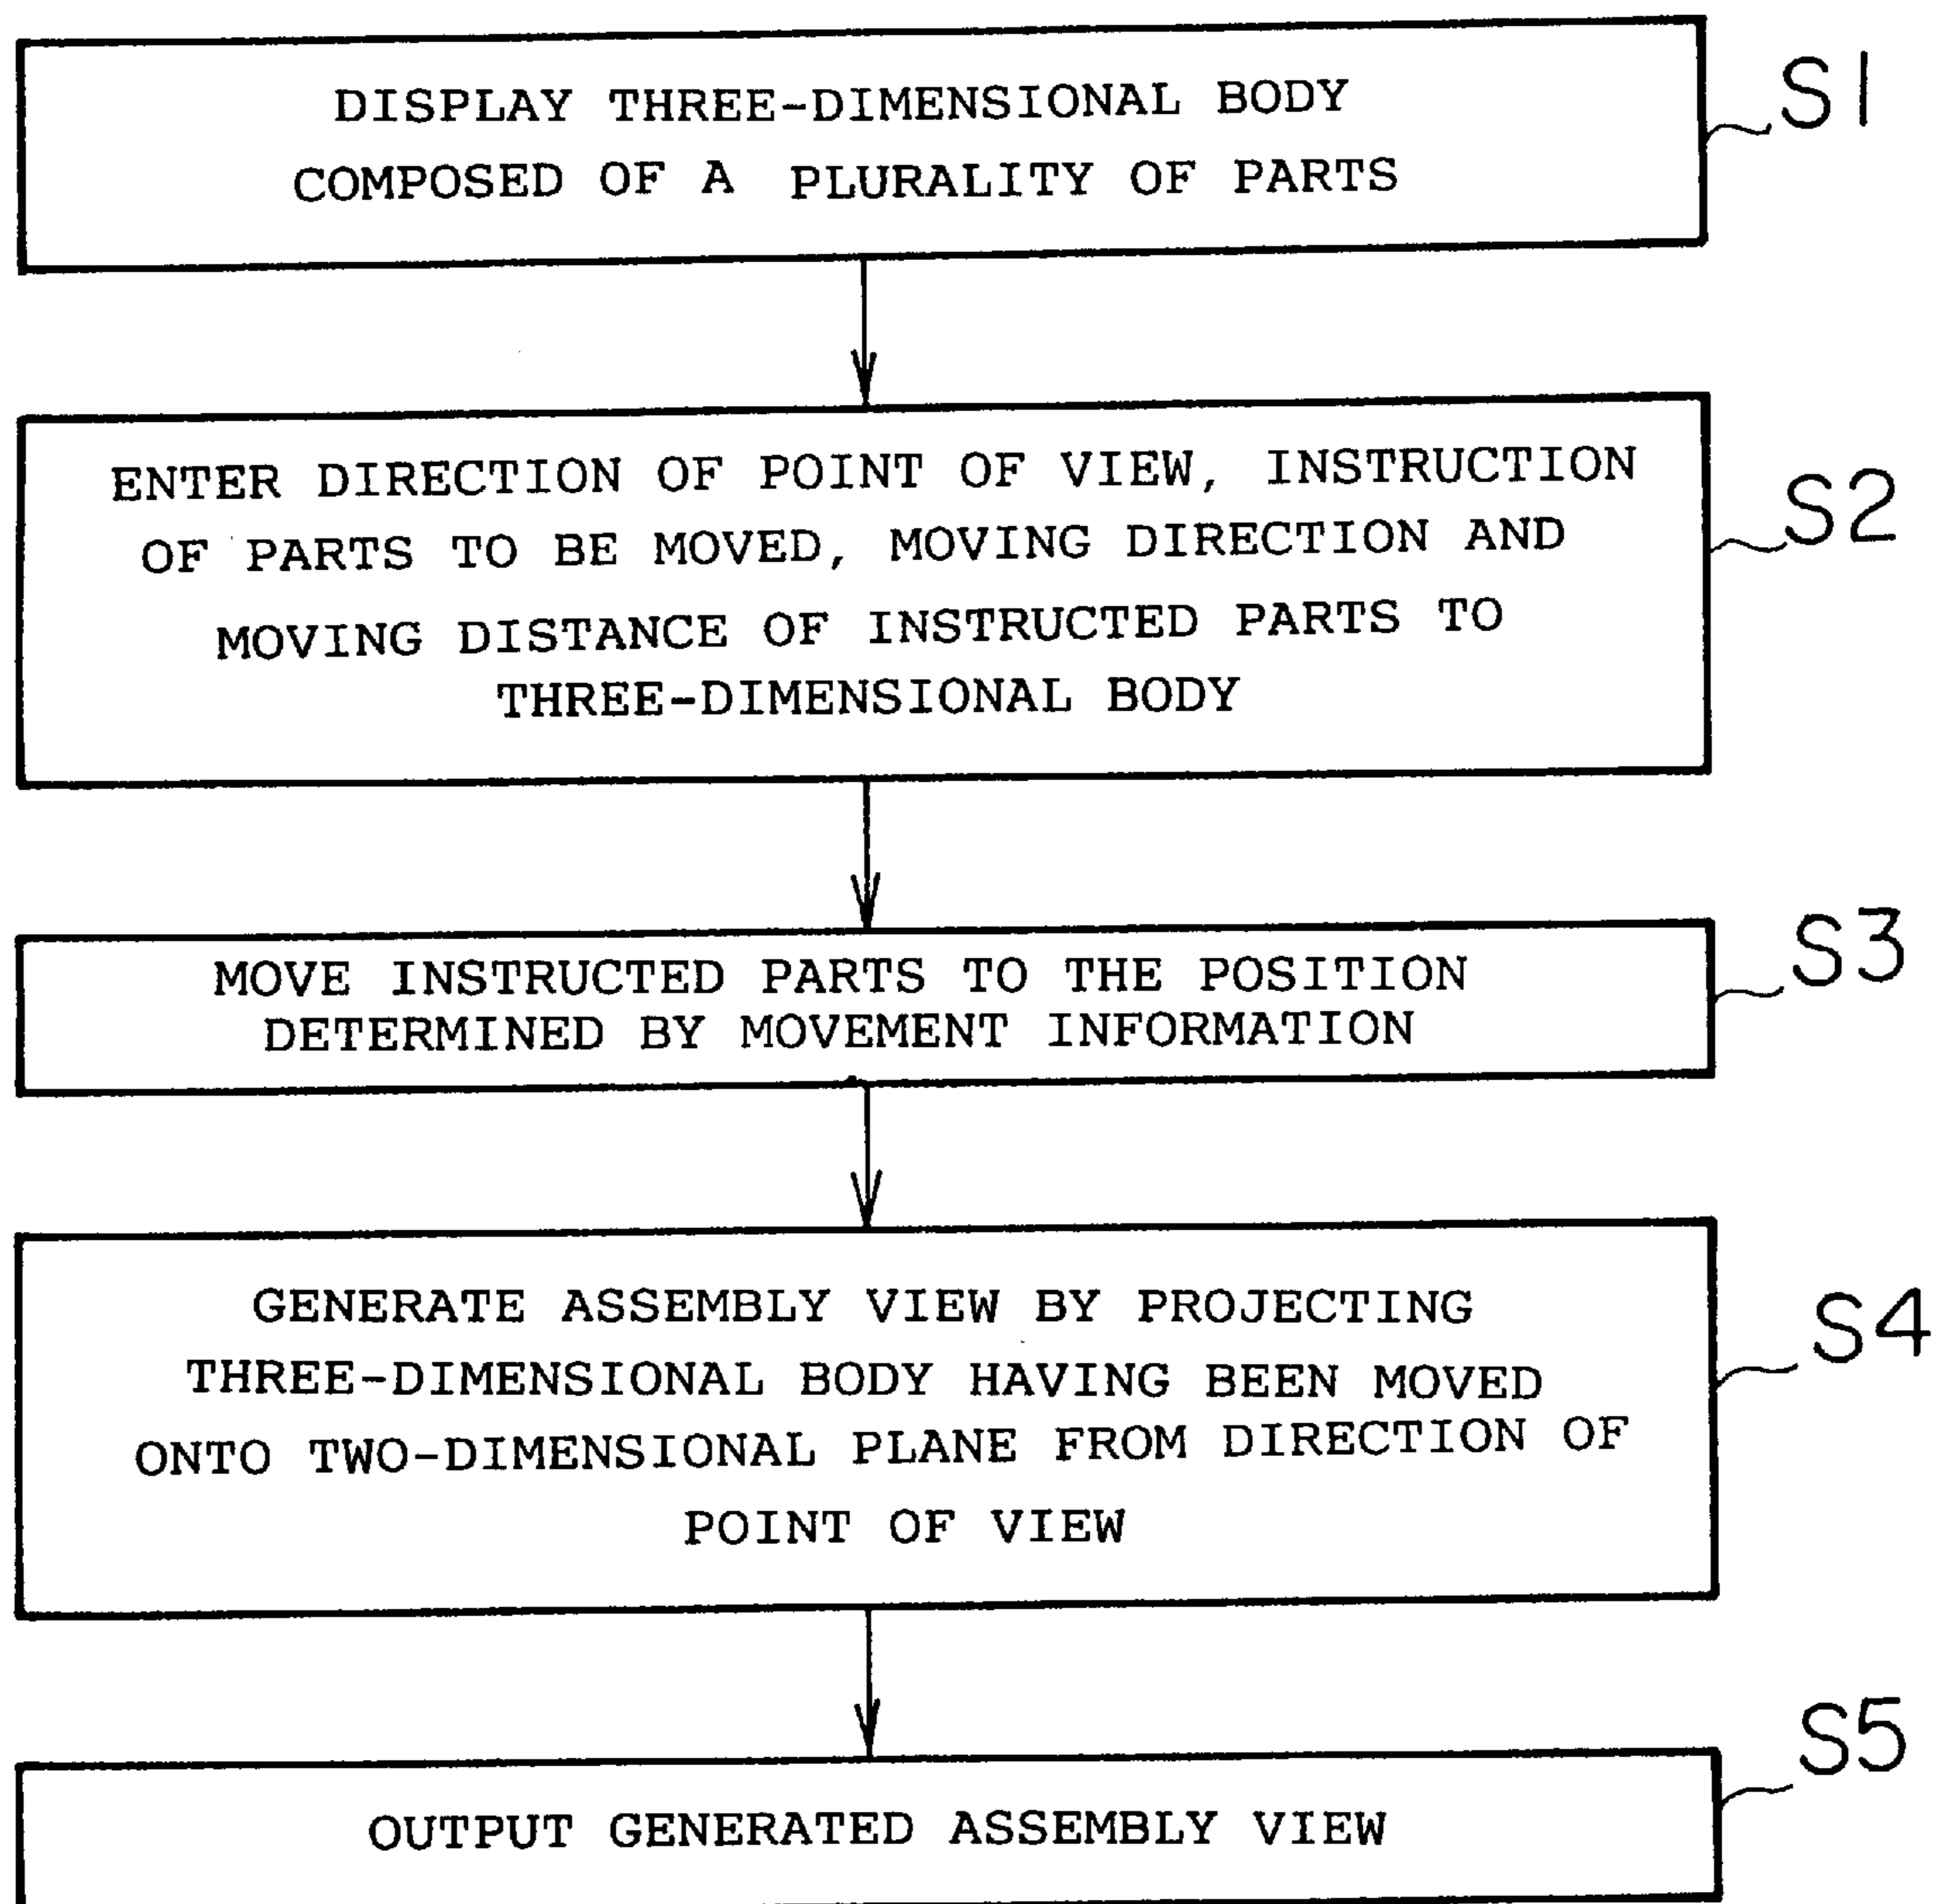 DISPLAY THREE-DIMENSIONAL BODY
COMPOSED OF A PLURALITY OF PARTS
S1
ENTER DIRECTION OF POINT OF VIEW, INSTRUCTION
OF PARTS TO BE MOVED, MOVING DIRECTION AND
MOVING DISTANCE OF INSTRUCTED PARTS TO
THREE-DIMENSIONAL BODY
S2
MOVE INSTRUCTED PARTS TO THE POSITION
DETERMINED BY MOVEMENT INFORMATION
S3
GENERATE ASSEMBLY VIEW BY PROJECTING
THREE-DIMENSIONAL BODY HAVING BEEN MOVED
ONTO TWO-DIMENSIONAL PLANE FROM DIRECTION OF
POINT OF VIEW
S4
OUTPUT GENERATED ASSEMBLY VIEW
S5